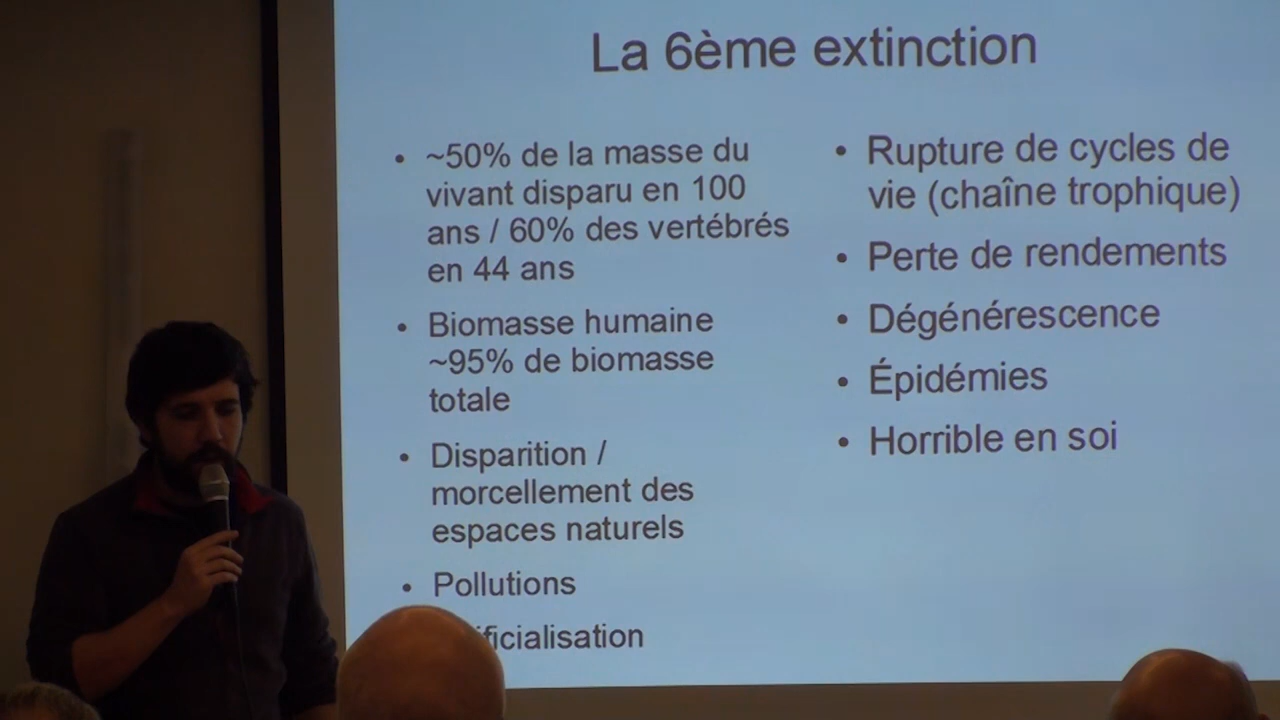 La 6ème extinction
• ~50% de la masse du
vivant disparu en 100
ans / 60% des vertébrés
en 44 ans
• Biomasse humaine
~95% de biomasse
totale
• Disparition /
morcellement des
espaces naturels
• Pollutions
ificialisation
• Rupture de cycles de
vie (chaîne trophique)
• Perte de rendements
• Dégénérescence
• Épidémies
• Horrible en soi